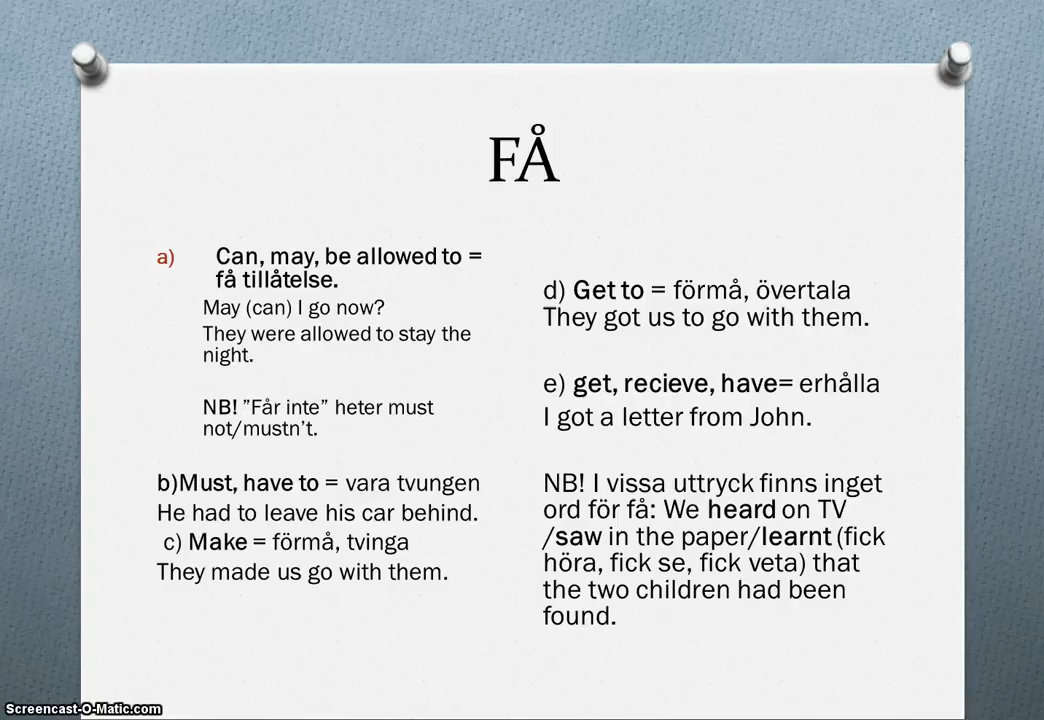 FÅ
a) Can, may, be allowed to =
få tillåtelse.
May (can) I go now?
They were allowed to stay the
night.
NB! ”Får inte” heter must
not/mustn’t.
b)Must, have to = vara tvungen
He had to leave his car behind.
c) Make = förmå, tvinga
They made us go with them.
d) Get to = förmå, övertala
They got us to go with them.
e) get, recieve, have= erhålla
I got a letter from John.
NB! I vissa uttryck finns inget
ord för få: We heard on TV
/saw in the paper/learnt (fick
höra, fick se, fick veta) that
the two children had been
found.
Screencast-O-Matic.com